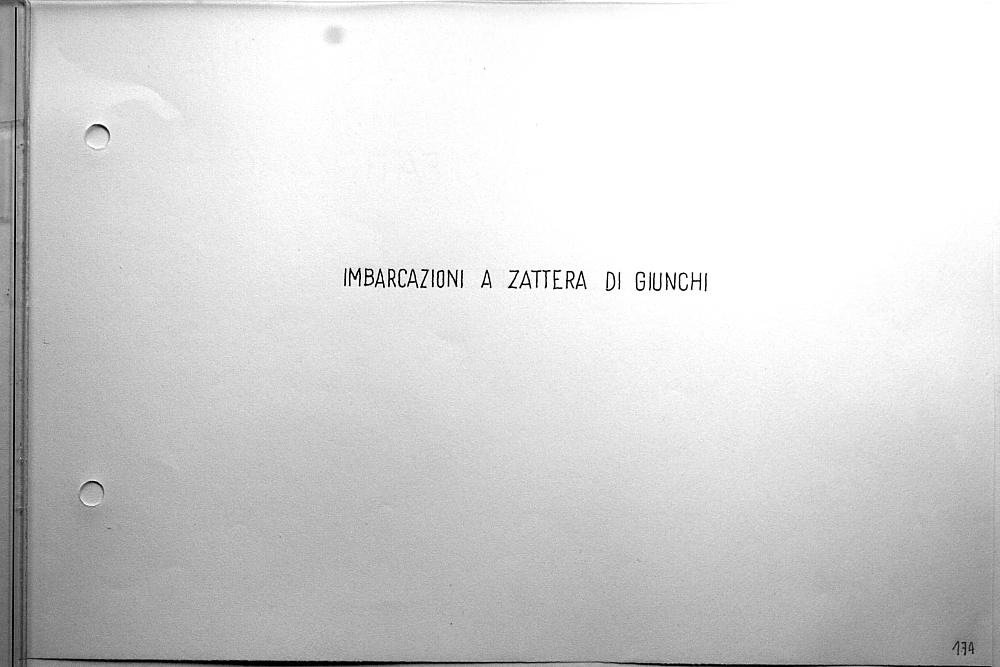 IMBARCAZIONI A ZATTERA DI GIUNCHI
174